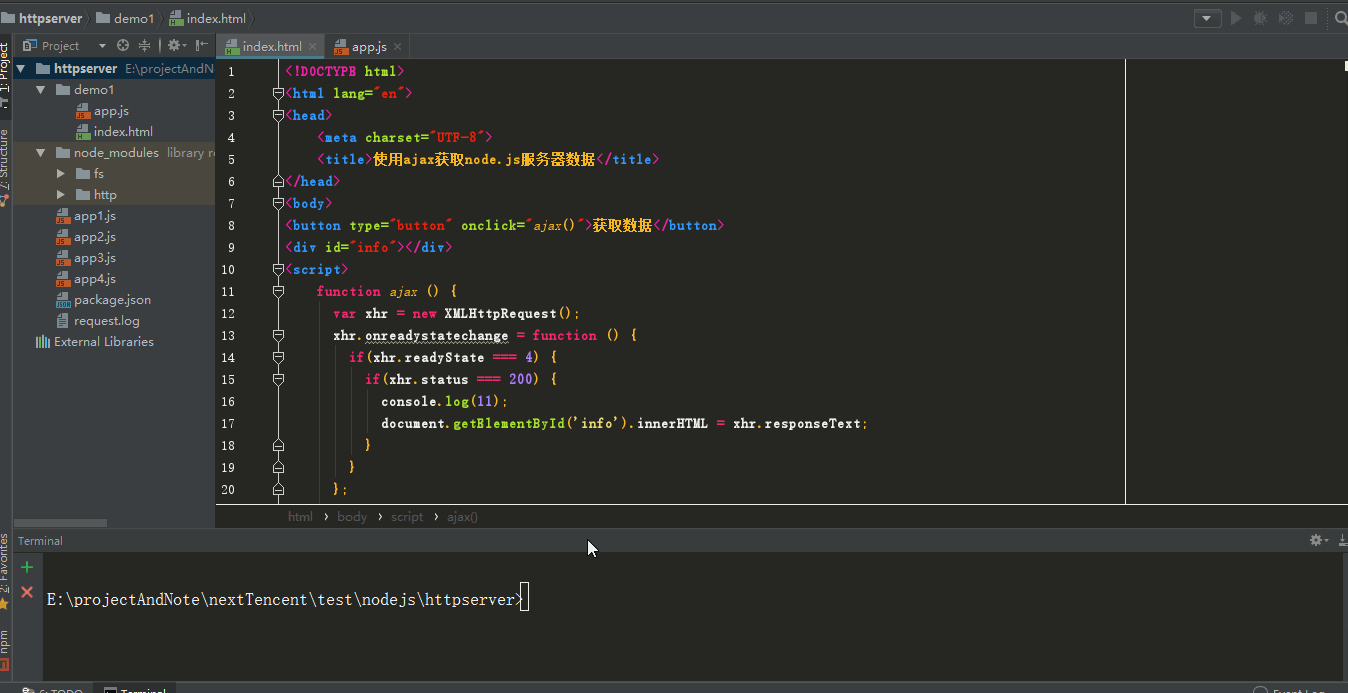 httpserver demo1 index.html
Project
index.html
app.js
1: Project
7: Structure
2: Favorites
npm
httpserver E:\projectAndN
demo1
app.js
index.html
node_modules library r
fs
http
app1.js
app2.js
app3.js
app4.js
package.json
request.log
External Libraries
1 <!DOCTYPE html>
2 <html lang="en">
3 <head>
4 <meta charset="UTF-8">
5 <title>使用ajax获取node.js服务器数据</title>
6 </head>
7 <body>
8 <button type="button" onclick="ajax()">获取数据</button>
9 <div id="info"></div>
10 <script>
11 function ajax () {
12 var xhr = new XMLHttpRequest();
13 xhr.onreadystatechange = function () {
14 if(xhr.readyState === 4) {
15 if(xhr.status === 200) {
16 console.log(11);
17 document.getElementById('info').innerHTML = xhr.responseText;
18 }
19 }
20 };
html › body › script › ajax()
Terminal
E:\projectAndNote\nextTencent\test\nodejs\httpserver>
6: TODO Terminal Event Log